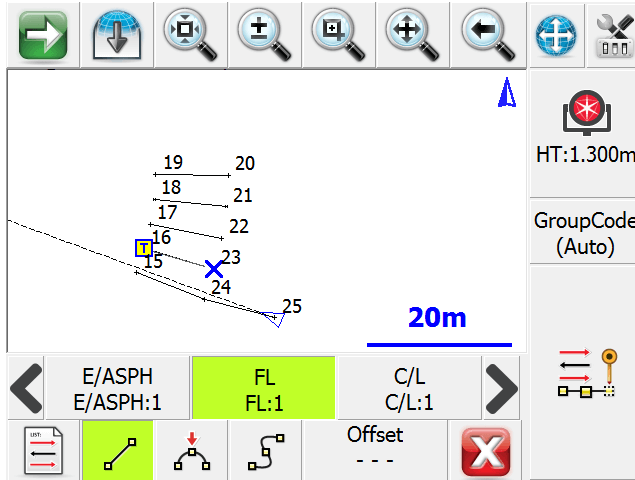 HT:1.300m
19
20
18
21
17
22
16
T
15
23
24
25
20m
GroupCode
(Auto)
E/ASPH
E/ASPH:1
FL
FL:1
C/L
C/L:1
LIST:
Offset
- - -